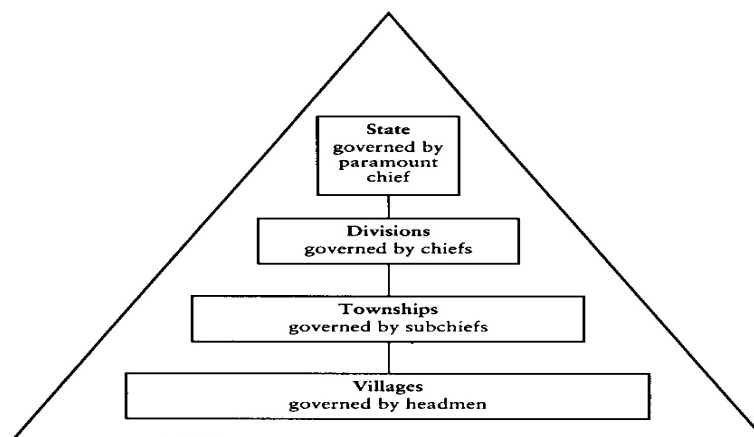 State
governed by
paramount
chief
Divisions
governed by chiefs
Townships
governed by subchiefs
Villages
governed by headmen